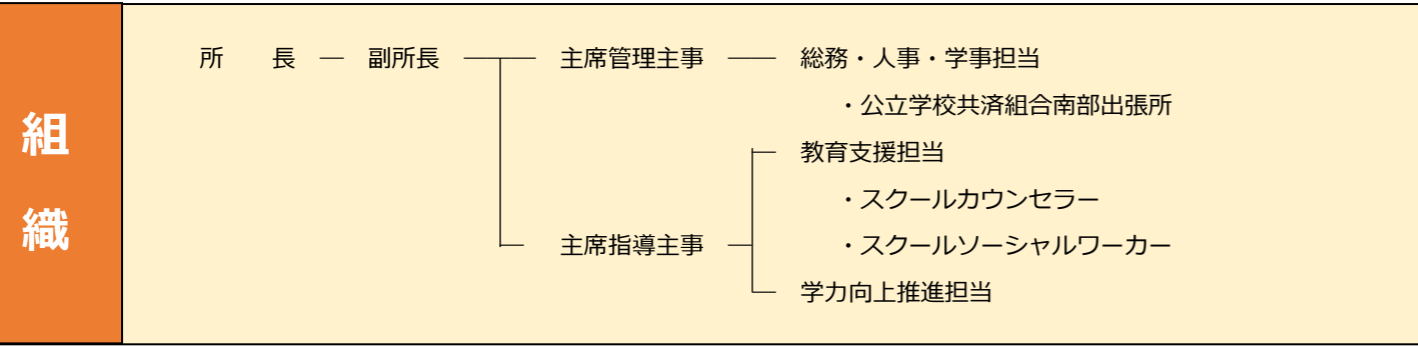 組織
所　　長 ― 副所長 ― 主席管理主事 ― 総務・人事・学事担当
・公立学校共済組合南部出張所
教育支援担当
・スクールカウンセラー
主席指導主事
・スクールソーシャルワーカー
学力向上推進担当